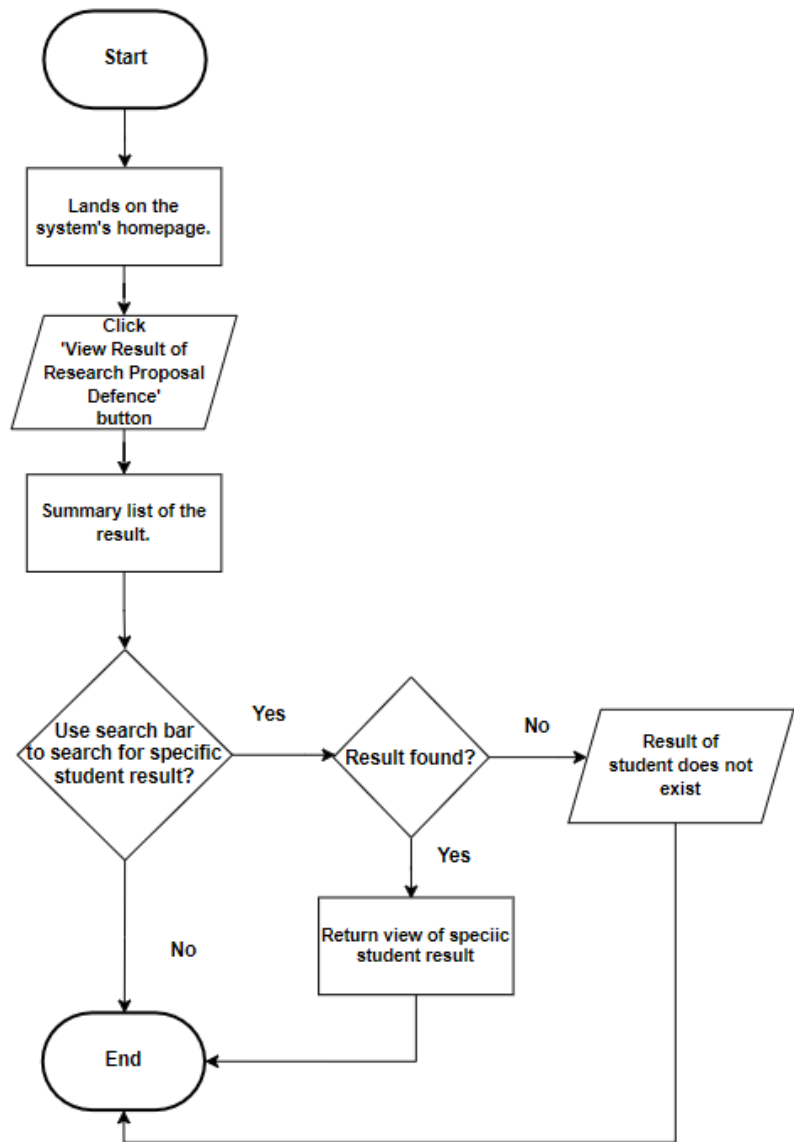 Start
Lands on the
system's homepage.
Click
'View Result of
Research Proposal
Defence'
button
Summary list of the
result.
Use search bar
to search for specific
student result?
Yes
Result found?
No
Result of
student does not
exist
Yes
Return view of speciic
student result
No
End